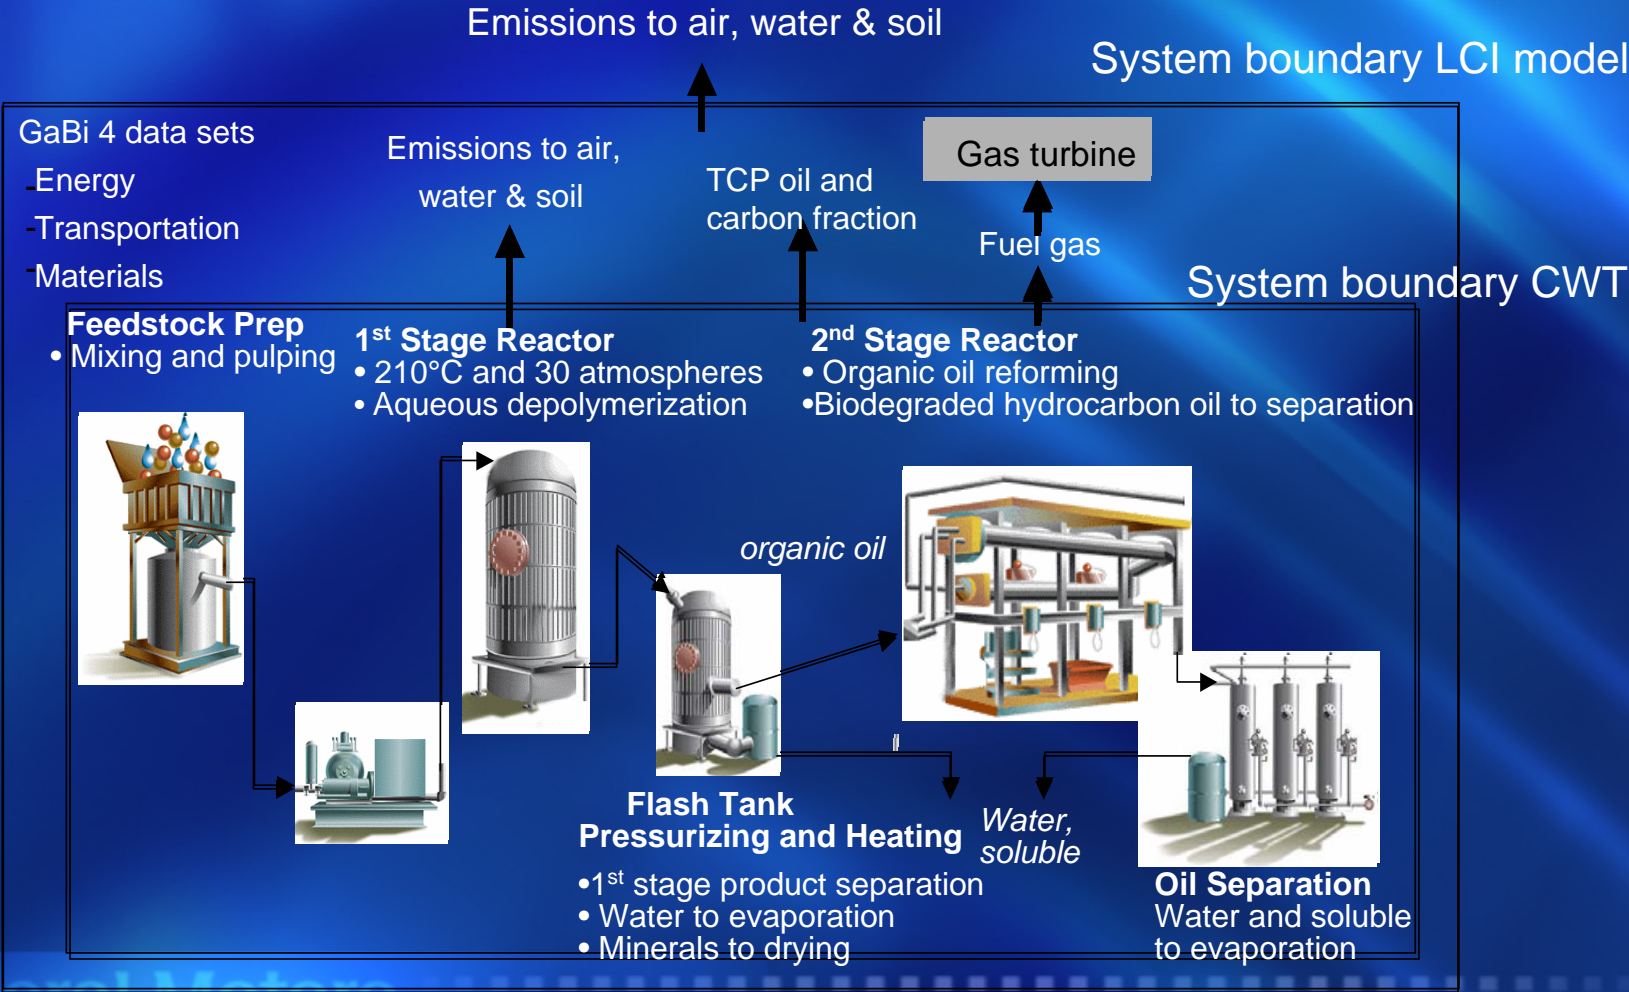 Emissions to air, water & soil
System boundary LCI model
GaBi 4 data sets
-Energy
-Transportation
-Materials
Emissions to air,
water & soil
TCP oil and
carbon fraction
Gas turbine
Fuel gas
System boundary CWT
Feedstock Prep
• Mixing and pulping
1st Stage Reactor
• 210°C and 30 atmospheres
• Aqueous depolymerization
2nd Stage Reactor
• Organic oil reforming
•Biodegraded hydrocarbon oil to separation
organic oil
Flash Tank
Pressurizing and Heating
•1st stage product separation
• Water to evaporation
• Minerals to drying
Water,
soluble
Oil Separation
Water and soluble
to evaporation